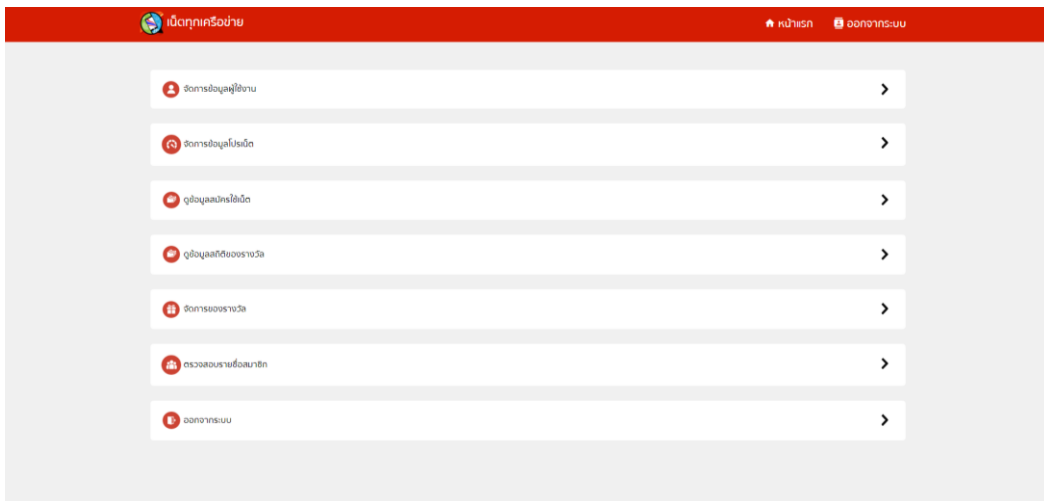 เน็ตทุกเครือข่าย
หน้าแรก
ออกจากระบบ
จัดการข้อมูลผู้ใช้งาน
จัดการข้อมูลโปรเน็ต
ดูข้อมูลสมัครใช้เน็ต
ดูข้อมูลสถิติของรางวัล
จัดการของรางวัล
ตรวจสอบรายชื่อสมาชิก
ออกจากระบบ